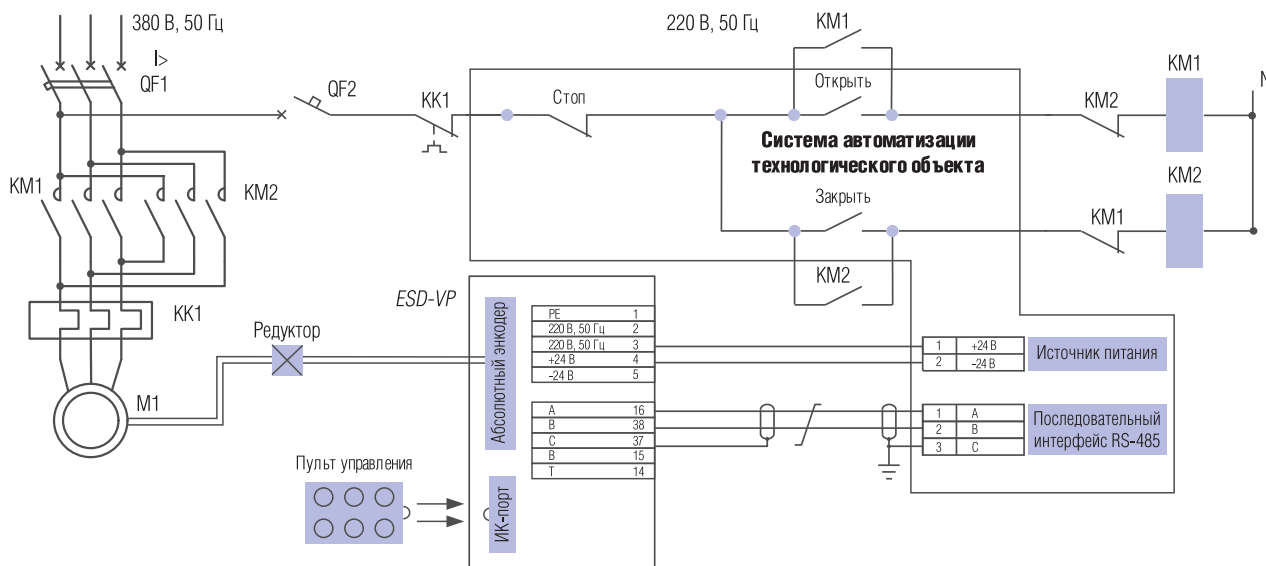 380 В, 50 Гц
I>
QF1
QF2
KK1
Стоп
220 В, 50 Гц
KM1
Открыть
KM2
KM1
N
Система автоматизации
технологического объекта
KM1
KM2
Закрыть
KM1
KM2
KM2
KK1
ESD-VP
Редуктор
M1
Абсолютный энкодер
PE 1
220 В, 50 Гц 2
220 В, 50 Гц 3
+24 В 4
–24 В 5
A 16
B 38
C 37
B 15
T 14
1 +24 В
2 –24 В
Источник питания
1 A
2 B
3 C
Последовательный
интерфейс RS-485
Пульт управления
ИК-порт